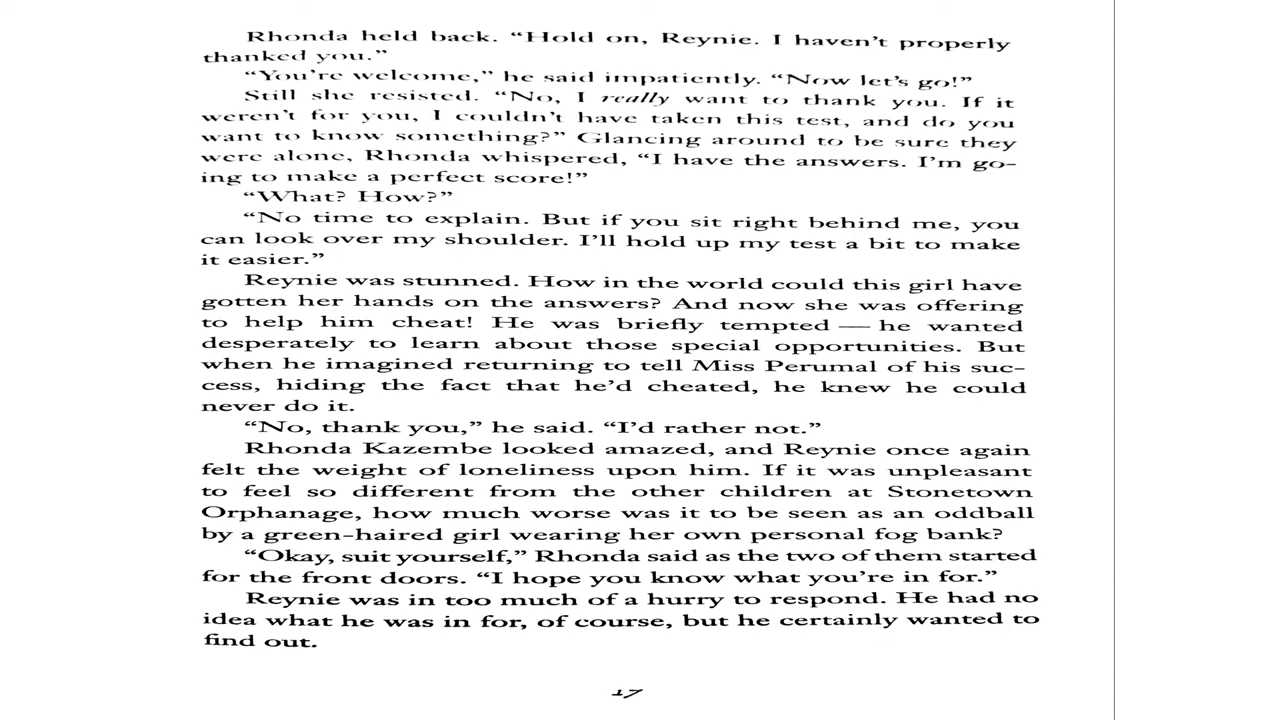 Rhonda held back. “Hold on, Reynie. I haven’t properly
thanked you.”
“You’re welcome,” he said impatiently. “Now let’s go!”
Still she resisted. “No, I really want to thank you. If it
weren’t for you, I couldn’t have taken this test, and do you
want to know something?” Glancing around to be sure they
were alone, Rhonda whispered, “I have the answers. I’m go-
ing to make a perfect score!”
“What? How?”
“No time to explain. But if you sit right behind me, you
can look over my shoulder. I’ll hold up my test a bit to make
it easier.”
Reynie was stunned. How in the world could this girl have
gotten her hands on the answers? And now she was offering
to help him cheat! He was briefly tempted — he wanted
desperately to learn about those special opportunities. But
when he imagined returning to tell Miss Perumal of his suc-
cess, hiding the fact that he’d cheated, he knew he could
never do it.
“No, thank you,” he said. “I’d rather not.”
Rhonda Kazembe looked amazed, and Reynie once again
felt the weight of loneliness upon him. If it was unpleasant
to feel so different from the other children at Stonetown
Orphanage, how much worse was it to be seen as an oddball
by a green-haired girl wearing her own personal fog bank?
“Okay, suit yourself,” Rhonda said as the two of them started
for the front doors. “I hope you know what you’re in for.”
Reynie was in too much of a hurry to respond. He had no
idea what he was in for, of course, but he certainly wanted to
find out.
17